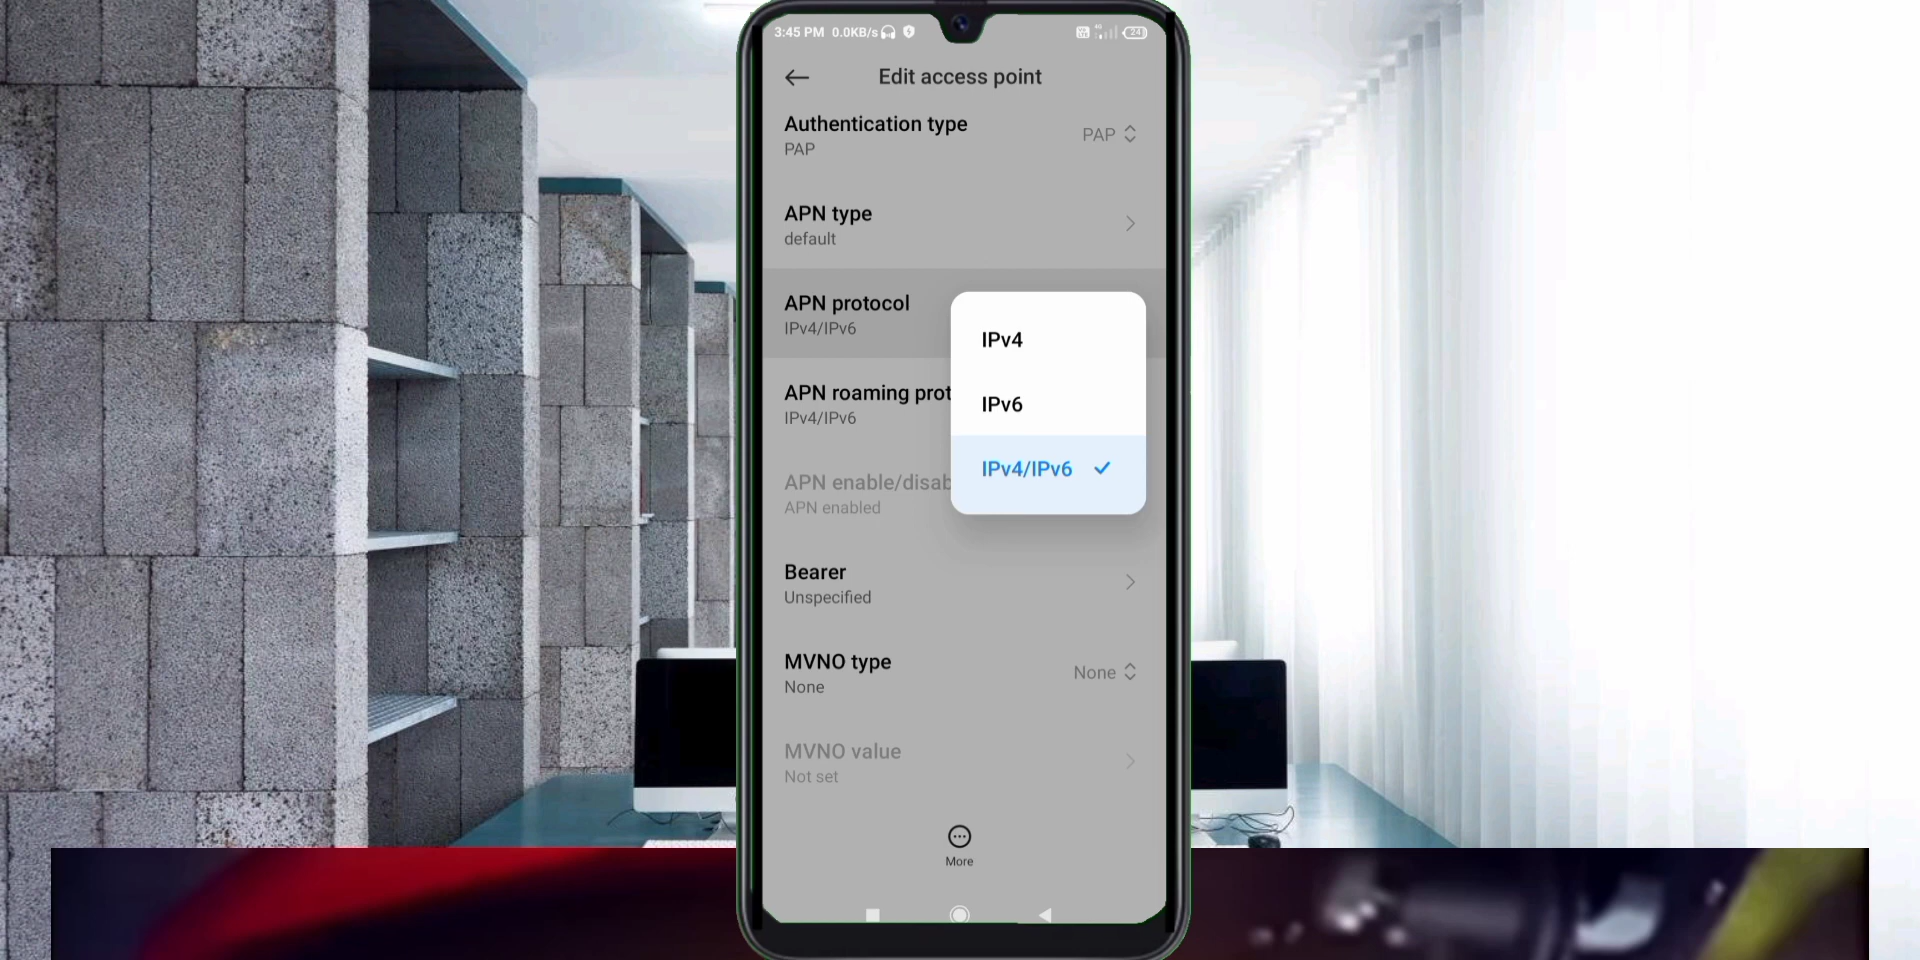 3:45 PM 0.0KB/s
24
Edit access point
Authentication type
PAP
PAP
APN type
default
APN protocol
IPv4/IPv6
IPv4
IPv6
IPv4/IPv6
APN roaming prot
IPv4/IPv6
APN enable/disab
APN enabled
Bearer
Unspecified
MVNO type
None
None
MVNO value
Not set
More